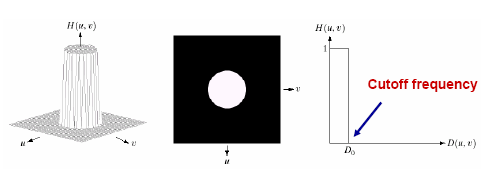 H(u, v)
u
v
v
u
H(u, v)
1
Cutoff frequency
D₀
D(u, v)